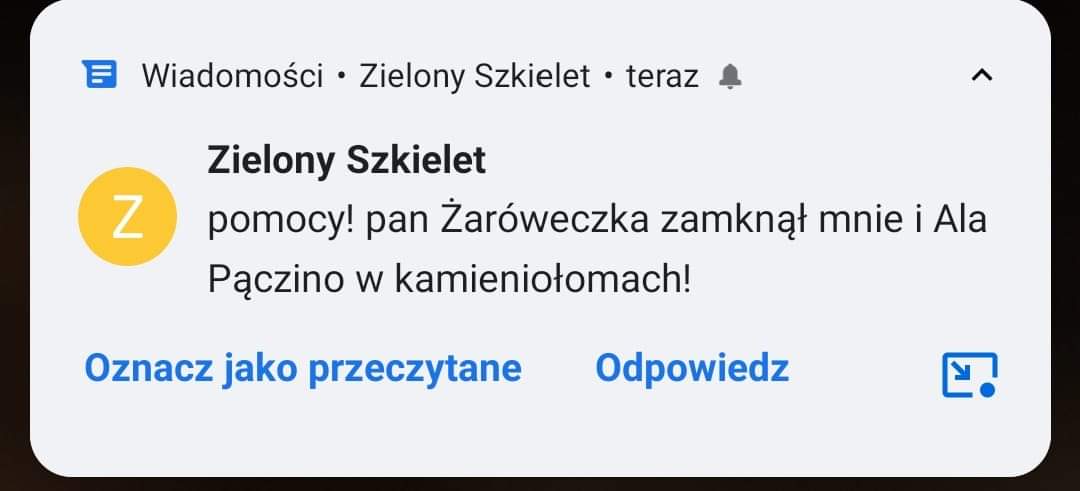 Wiadomości • Zielony Szkielet • teraz
Zielony Szkielet
Z
pomocy! pan Żaróweczka zamknął mnie i Ala
Pączino w kamieniołomach!
Oznacz jako przeczytane Odpowiedz